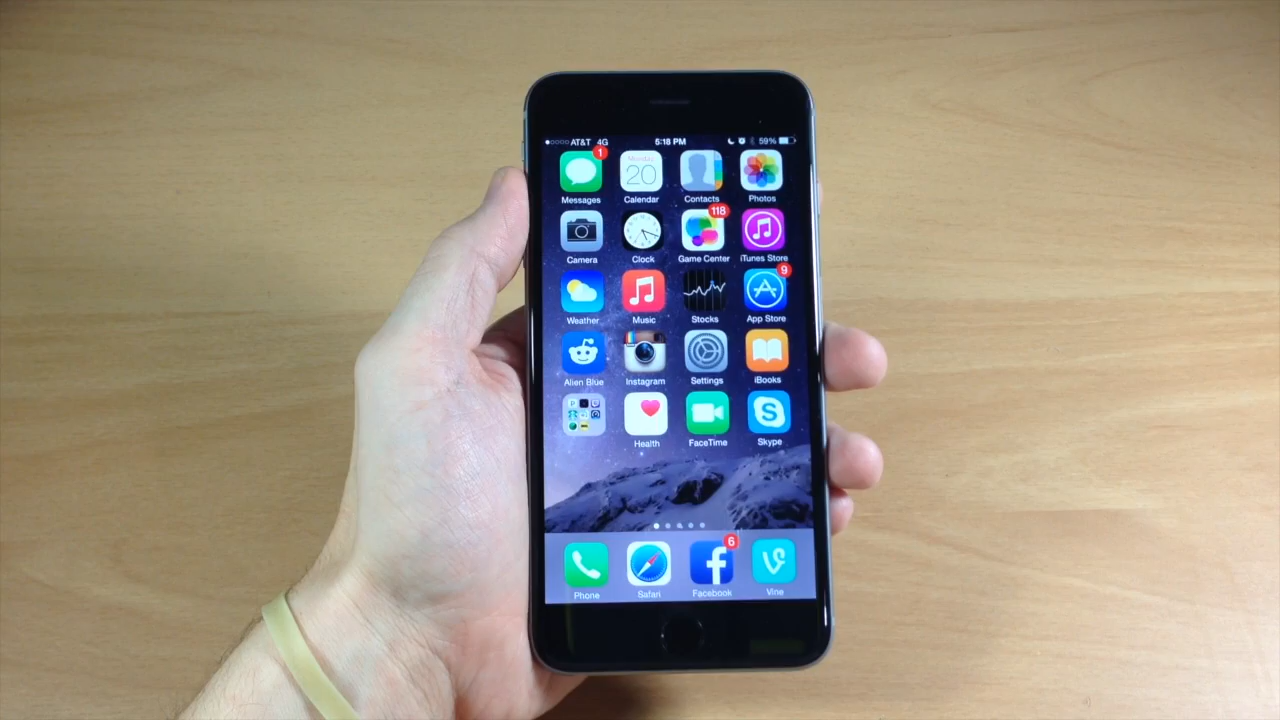 AT&T 4G 5:18 PM 59%
1
Monday
20
Messages Calendar Contacts Photos
118
Camera Clock Game Center iTunes Store
9
Weather Music Stocks App Store
Alien Blue Instagram Settings iBooks
Health FaceTime Skype
6
Phone Safari Facebook Vine